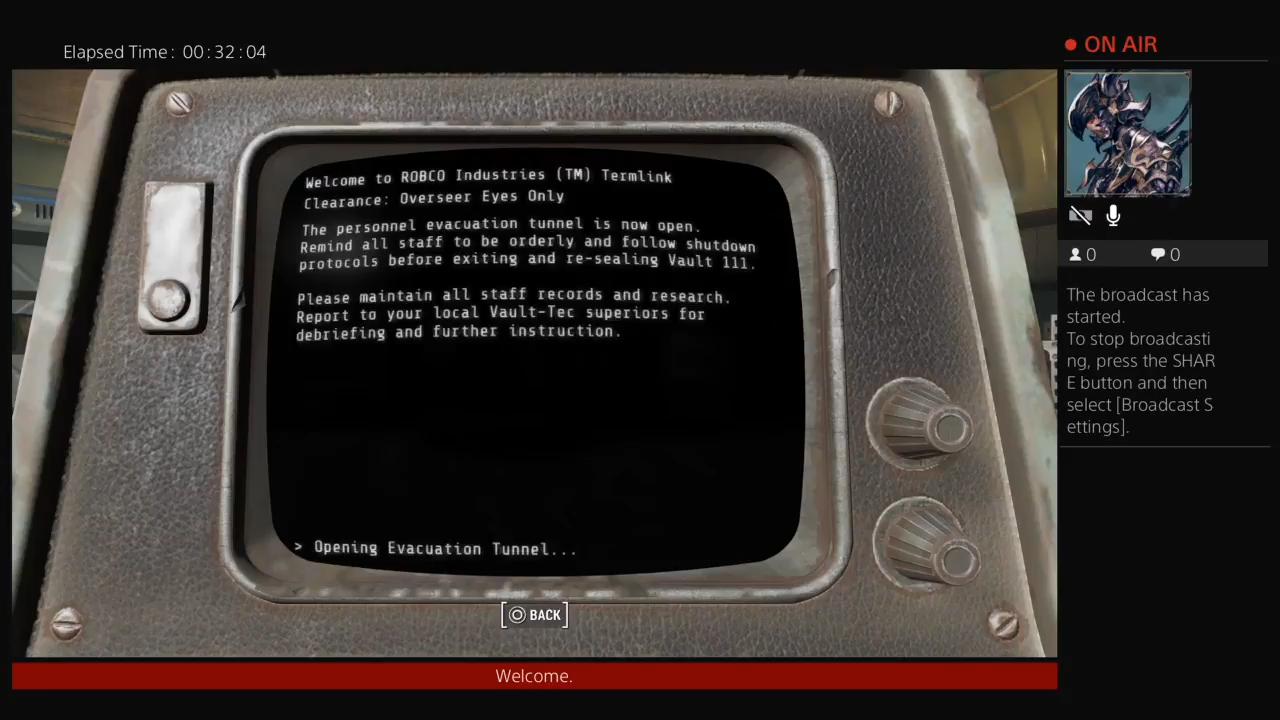 Elapsed Time: 00:32:04
ON AIR
Welcome to ROBCO Industries (TM) Termlink
Clearance: Overseer Eyes Only
The personnel evacuation tunnel is now open.
Remind all staff to be orderly and follow shutdown
protocols before exiting and re-sealing Vault 111.
Please maintain all staff records and research.
Report to your local Vault-Tec superiors for
debriefing and further instruction.
> Opening Evacuation Tunnel...
[BACK]
Welcome.
0 0
The broadcast has
started.
To stop broadcasti
ng, press the SHAR
E button and then
select [Broadcast S
ettings].